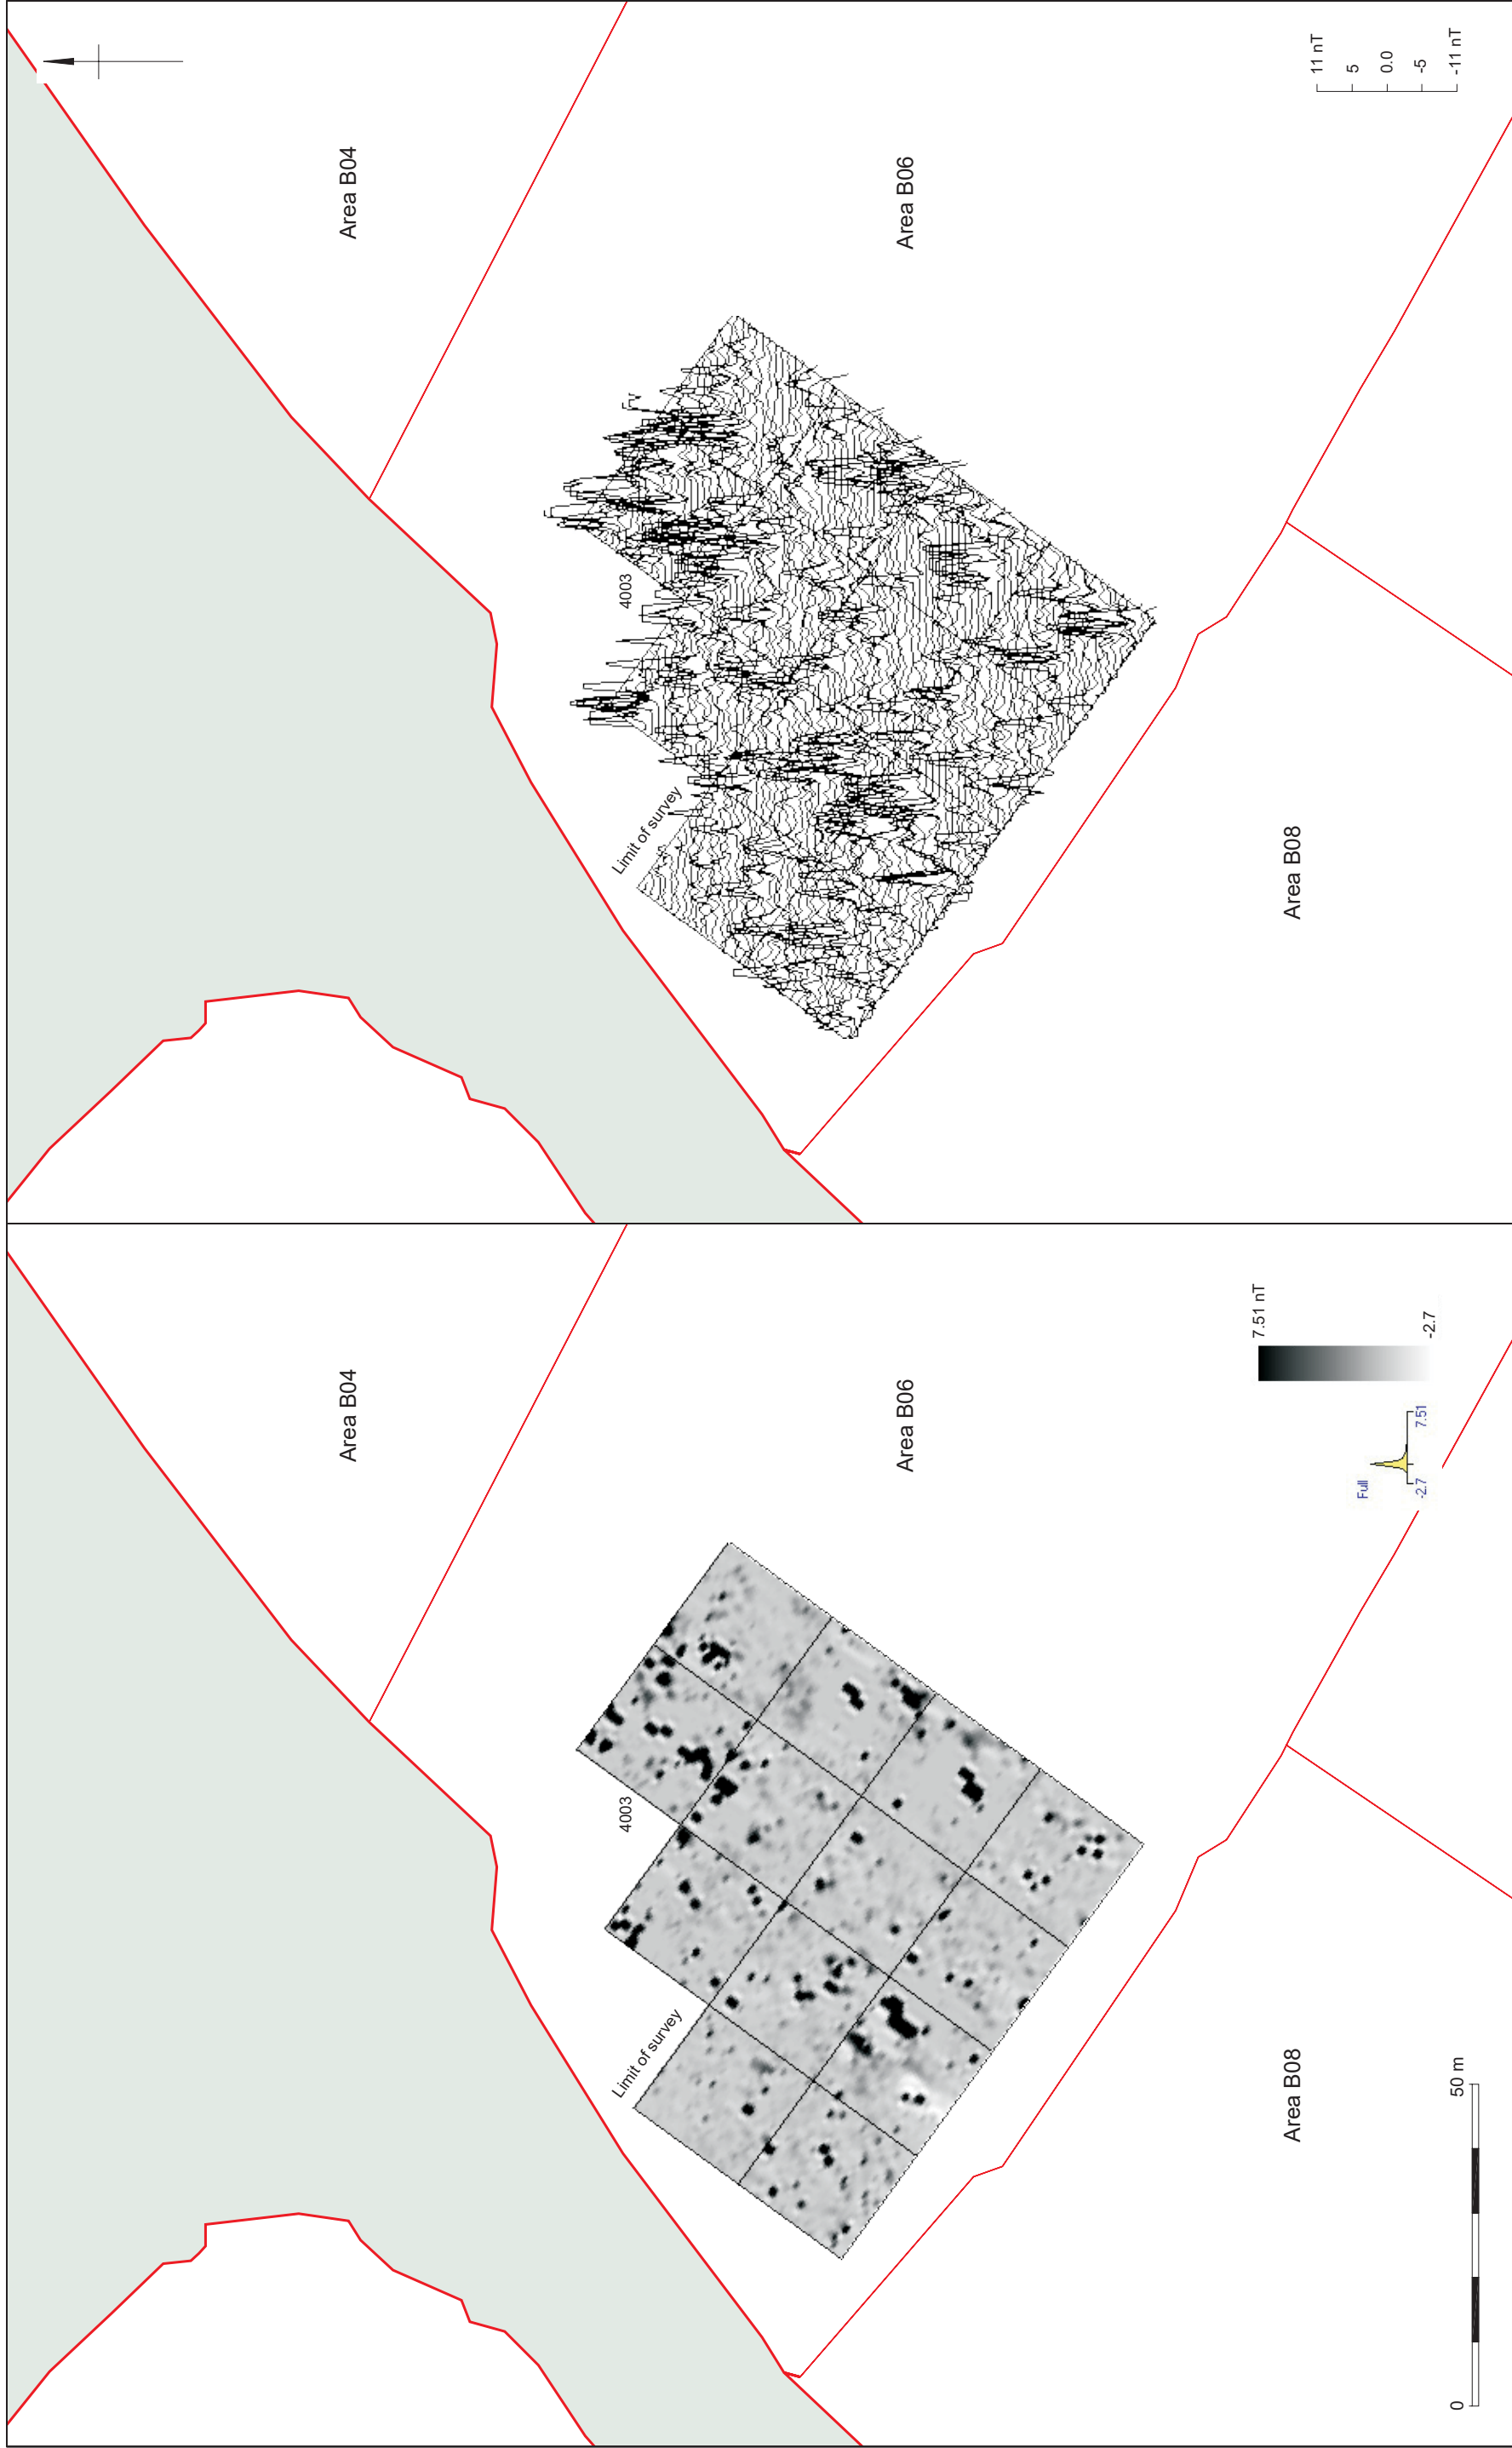 Area B04
Area B06
4003
Limit of survey
Area B08
11 nT
5
0.0
-5
-11 nT
Area B04
Area B06
4003
Limit of survey
Area B08
7.51 nT
-2.7
Full
-2.7
7.51
0
50 m